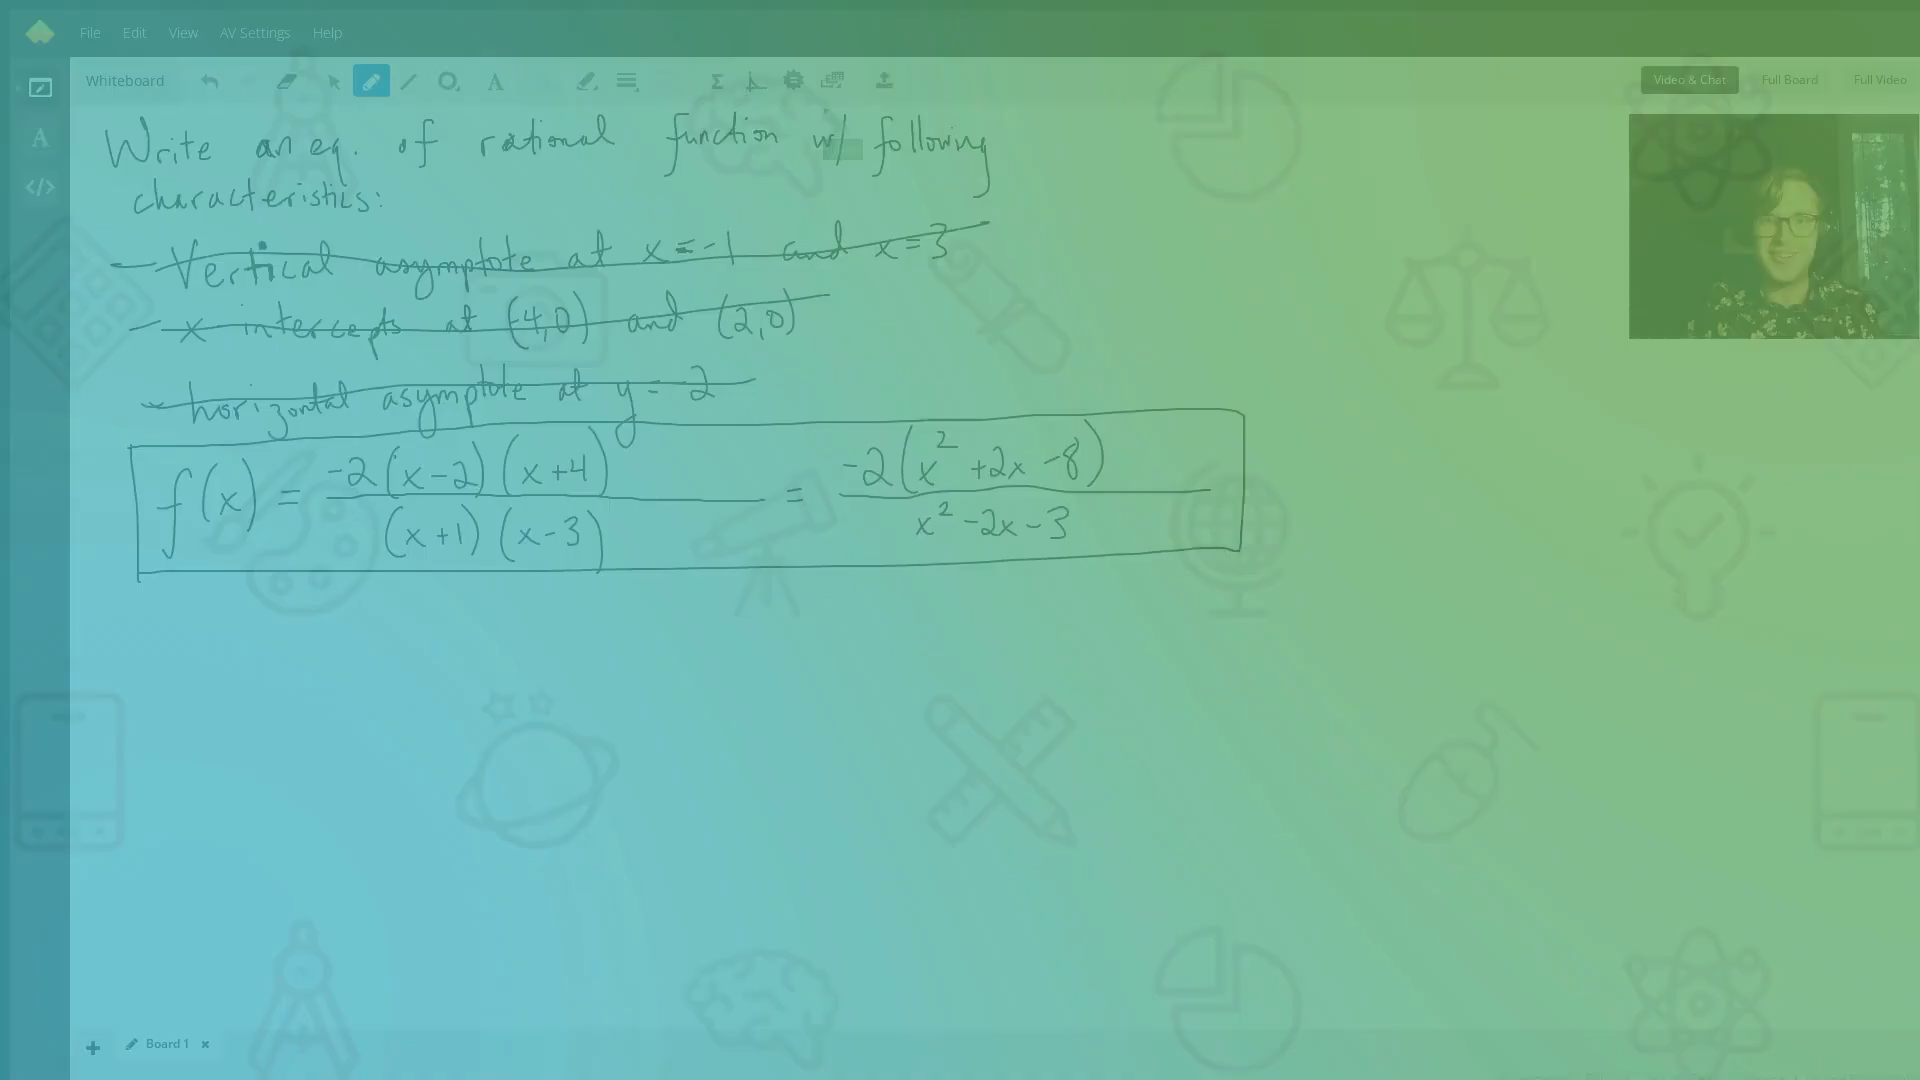 File Edit View AV Settings Help
Whiteboard Video & Chat Full Board Full Video
Write an eq. of rational function w/ following
characteristics:
- Vertical asymptote at x = -1 and x = 3
- x intercepts at (-4,0) and (2,0)
- horizontal asymptote at y = -2
f(x) = -2(x-2)(x+4) / (x+1)(x-3) = -2(x² +2x -8) / x² -2x -3
Board 1